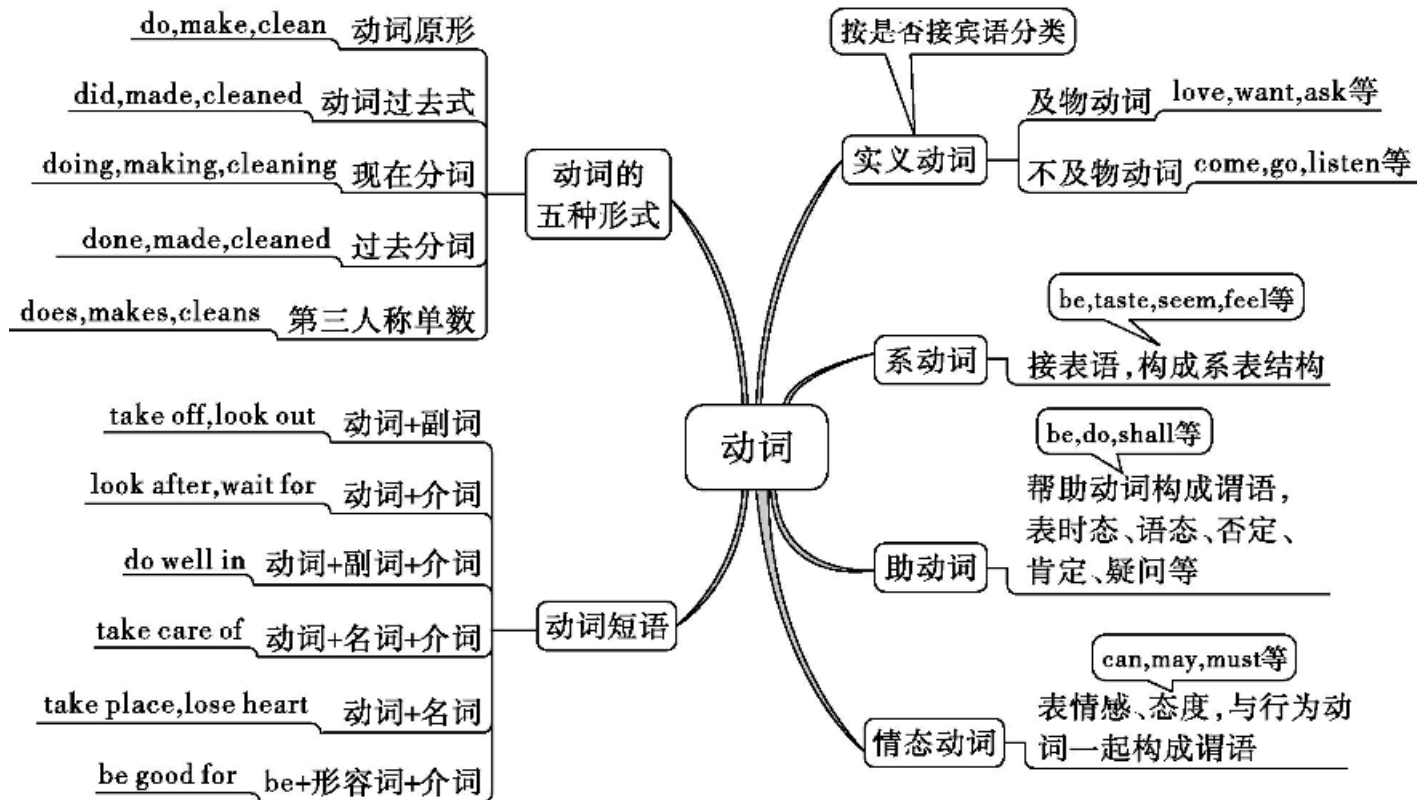 动词
动词的
五种形式
do,make,clean 动词原形
did,made,cleaned 动词过去式
doing,making,cleaning 现在分词
done,made,cleaned 过去分词
does,makes,cleans 第三人称单数
动词短语
take off,look out 动词+副词
look after,wait for 动词+介词
do well in 动词+副词+介词
take care of 动词+名词+介词
take place,lose heart 动词+名词
be good for be+形容词+介词
按是否接宾语分类
实义动词
及物动词 love,want,ask等
不及物动词 come,go,listen等
be,taste,seem,feel等
系动词
接表语,构成系表结构
be,do,shall等
助动词
帮助动词构成谓语,
表时态、语态、否定、
肯定、疑问等
can,may,must等
情态动词
表情感、态度,与行为动
词一起构成谓语